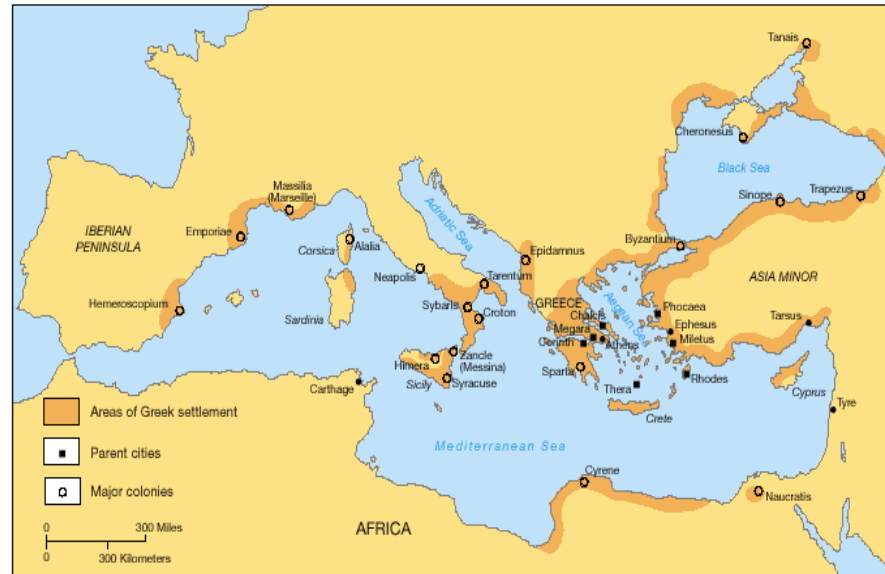 Tanais
Cheronesus
Black Sea
Massilia
(Marseille)
Sinope
Trapezus
IBERIAN
PENINSULA
Emporiae
Corsica
Alalia
Adriatic Sea
Epidamnus
Byzantium
Neapolis
Tarentum
ASIA MINOR
Hemeroscopium
Sardinia
Sybaris
Croton
GREECE
Aegean Sea
Phocaea
Chalcis
Ephesus
Tarsus
Megara
Athens
Miletus
Corinth
Himera
Zancle
(Messina)
Sparta
Carthage
Sicily
Syracuse
Thera
Rhodes
Cyprus
Tyre
Crete
Areas of Greek settlement
Mediterranean Sea
Parent cities
Cyrene
Major colonies
Naucratis
0
300 Miles
AFRICA
0
300 Kilometers